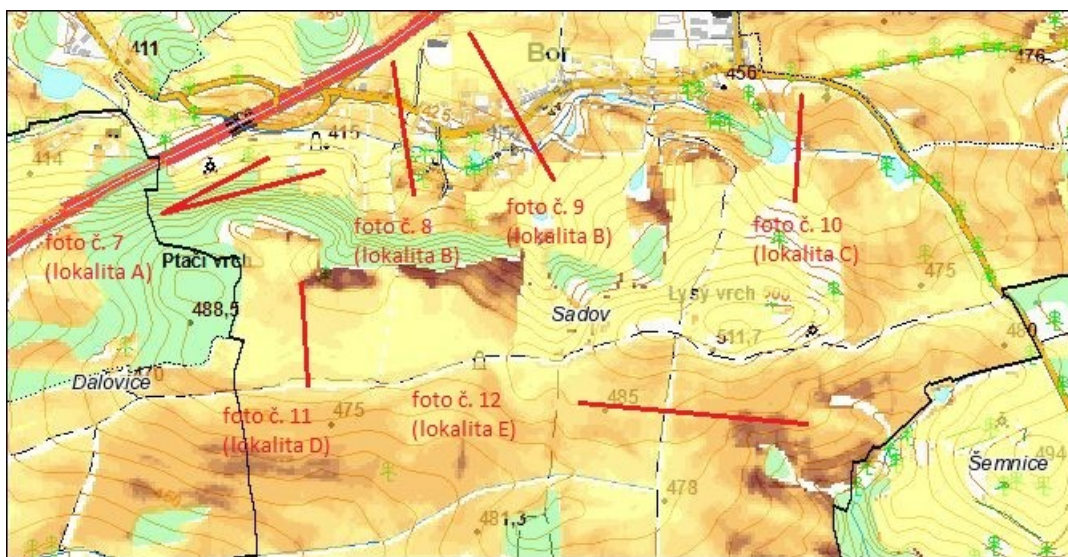 411
Bor
476
456
425
415
414
foto č. 7
(lokalita A)
foto č. 8
(lokalita B)
foto č. 9
(lokalita B)
foto č. 10
(lokalita C)
Ptačí vrch
475
488,5
Sadov
Lysý vrch
511,7
480
Dalovice
470
foto č. 11
(lokalita D)
475
foto č. 12
(lokalita E)
485
494
Šemnice
478
481,3